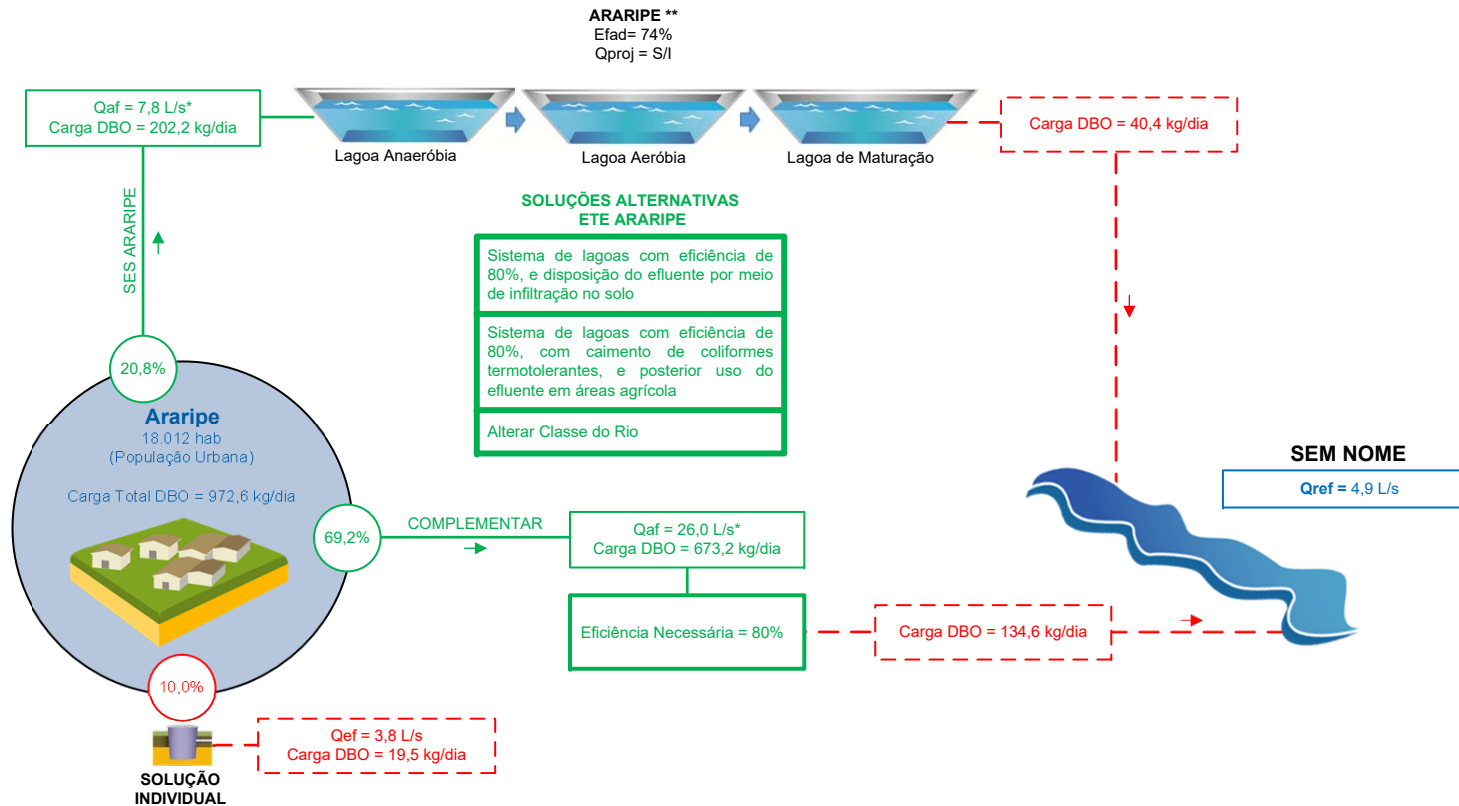 ARARIPE **
Efad= 74%
Qproj = S/I
Qaf = 7,8 L/s*
Carga DBO = 202,2 kg/dia
Lagoa Anaeróbia
Lagoa Aeróbia
Lagoa de Maturação
Carga DBO = 40,4 kg/dia
SES ARARIPE
SOLUÇÕES ALTERNATIVAS
ETE ARARIPE
Sistema de lagoas com eficiência de
80%, e disposição do efluente por meio
de infiltração no solo
Sistema de lagoas com eficiência de
80%, com caimento de coliformes
termotolerantes, e posterior uso do
efluente em áreas agrícola
Alterar Classe do Rio
20,8%
Araripe
18.012 hab
(População Urbana)
Carga Total DBO = 972,6 kg/dia
69,2%
COMPLEMENTAR
Qaf = 26,0 L/s*
Carga DBO = 673,2 kg/dia
Eficiência Necessária = 80%
Carga DBO = 134,6 kg/dia
SEM NOME
Qref = 4,9 L/s
10,0%
Qef = 3,8 L/s
Carga DBO = 19,5 kg/dia
SOLUÇÃO
INDIVIDUAL